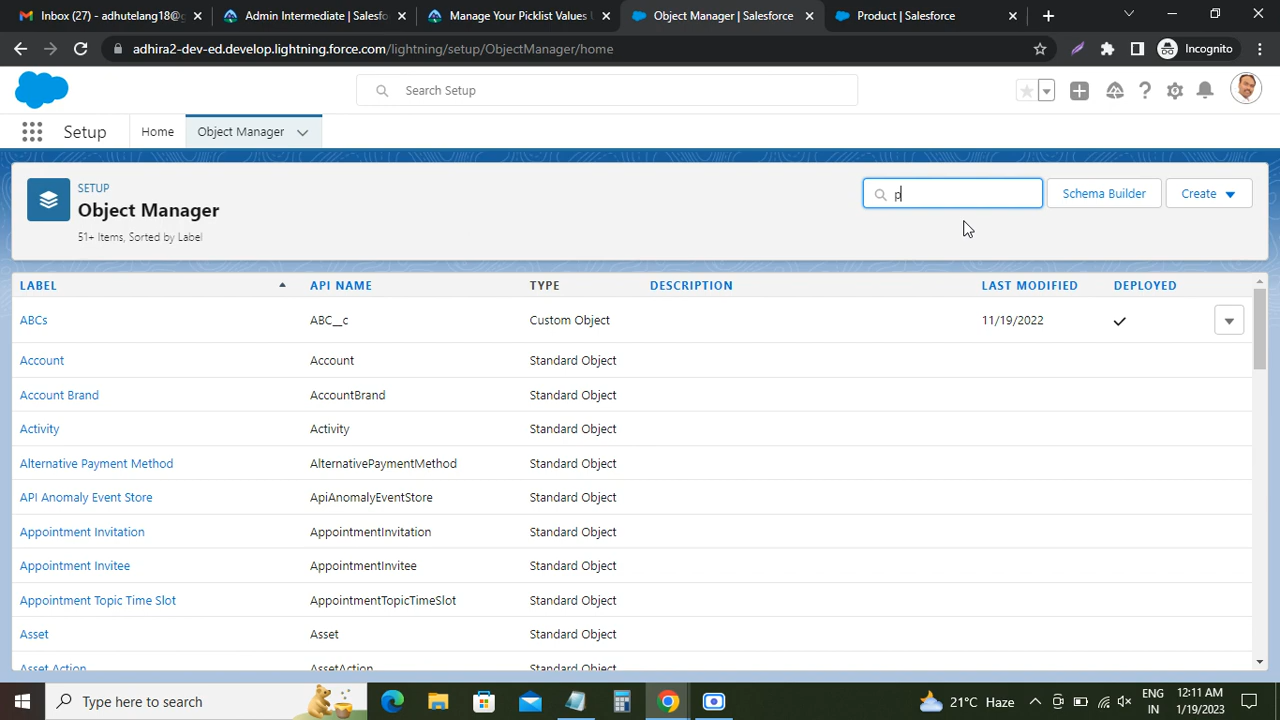 Inbox (27) - adhutelang18@g
Admin Intermediate | Salesfo
Manage Your Picklist Values U
Object Manager | Salesforce
Product | Salesforce
adhira2-dev-ed.develop.lightning.force.com/lightning/setup/ObjectManager/home
Incognito
Search Setup
Setup
Home
Object Manager
SETUP
Object Manager
51+ Items, Sorted by Label
p
Schema Builder
Create
LABEL API NAME TYPE DESCRIPTION LAST MODIFIED DEPLOYED
ABCs ABC__c Custom Object 11/19/2022
Account Account Standard Object
Account Brand AccountBrand Standard Object
Activity Activity Standard Object
Alternative Payment Method AlternativePaymentMethod Standard Object
API Anomaly Event Store ApiAnomalyEventStore Standard Object
Appointment Invitation AppointmentInvitation Standard Object
Appointment Invitee AppointmentInvitee Standard Object
Appointment Topic Time Slot AppointmentTopicTimeSlot Standard Object
Asset Asset Standard Object
Asset Action AssetAction Standard Object
Type here to search
21°C Haze
ENG
IN
12:11 AM
1/19/2023